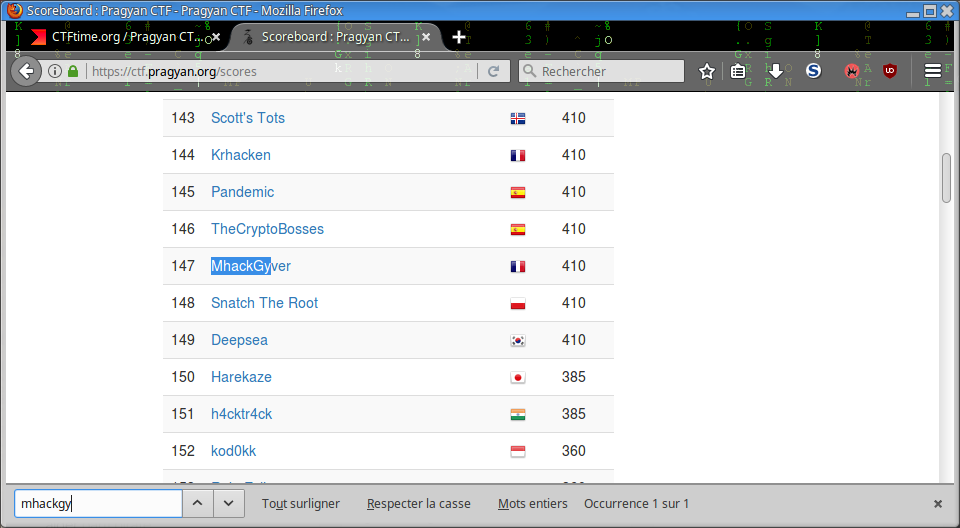 Scoreboard : Pragyan CTF - Pragyan CTF - Mozilla Firefox
CTFtime.org / Pragyan CT...
Scoreboard : Pragyan CT...
https://ctf.pragyan.org/scores
Rechercher
143 Scott's Tots 410
144 Krhacken 410
145 Pandemic 410
146 TheCryptoBosses 410
147 MhackGyver 410
148 Snatch The Root 410
149 Deepsea 410
150 Harekaze 385
151 h4cktr4ck 385
152 kod0kk 360
mhackgy Tout surligner Respecter la casse Mots entiers Occurrence 1 sur 1